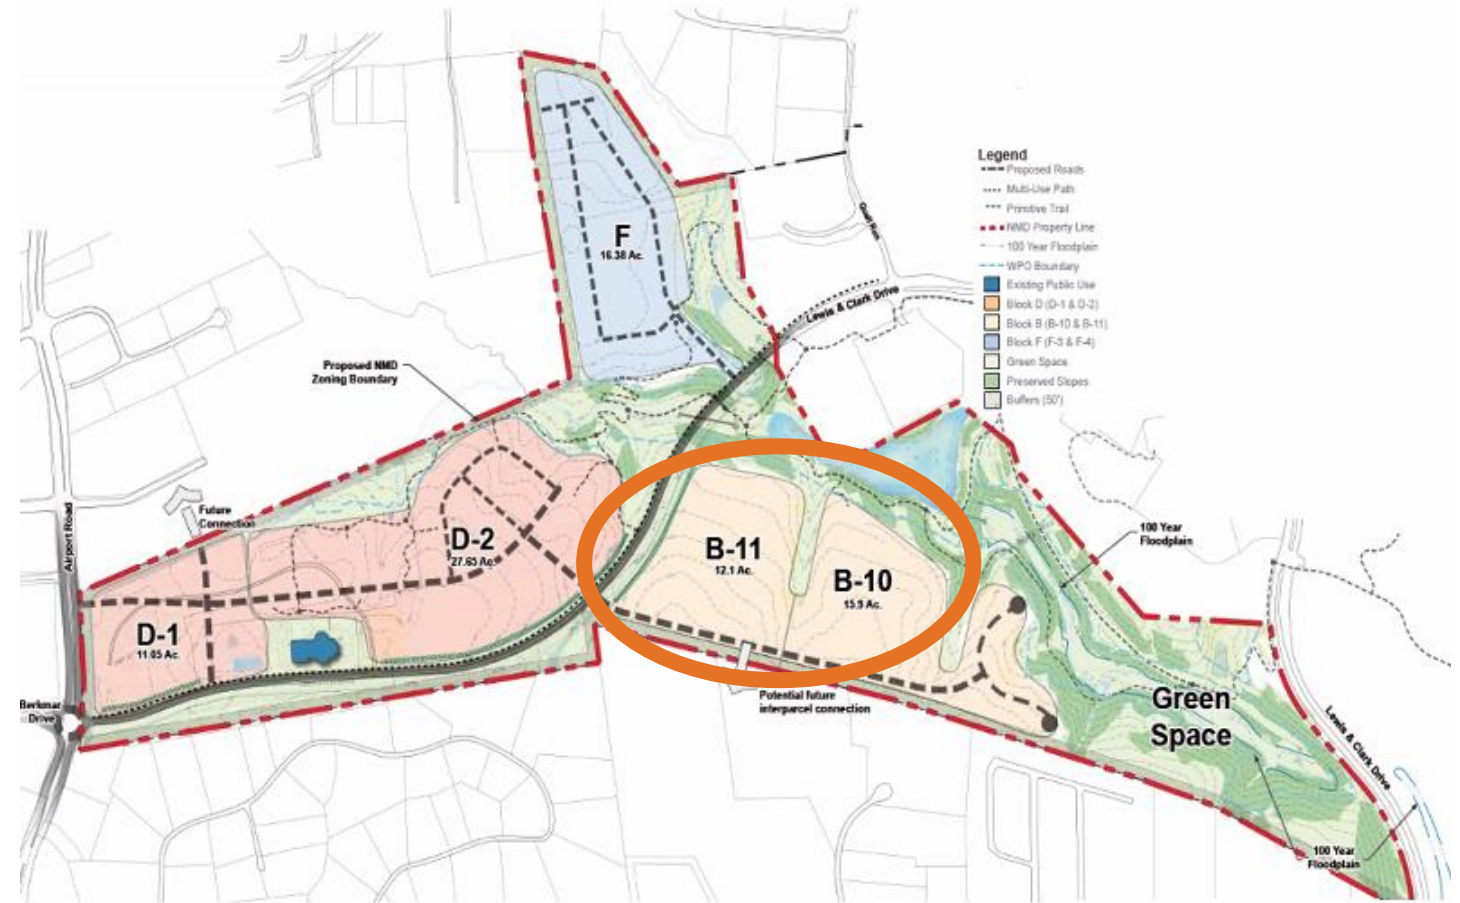 Legend
Proposed Roads
Multi-Use Path
Primitive Trail
NMD Property Line
100 Year Floodplain
WPO Boundary
Existing Public Use
Block D (D-1 & D-2)
Block B (B-10 & B-11)
Block F (F-3 & F-4)
Green Space
Preserved Slopes
Buffers (50')
Quail Run
F
16.38 Ac.
Lewis & Clark Drive
Proposed NMD
Zoning Boundary
Future
Connection
Airport Road
D-2
27.65 Ac.
B-11
12.1 Ac.
B-10
15.9 Ac.
100 Year
Floodplain
D-1
11.05 Ac.
Berkmar
Drive
Potential future
interparcel connection
Green
Space
Lewis & Clark Drive
100 Year
Floodplain